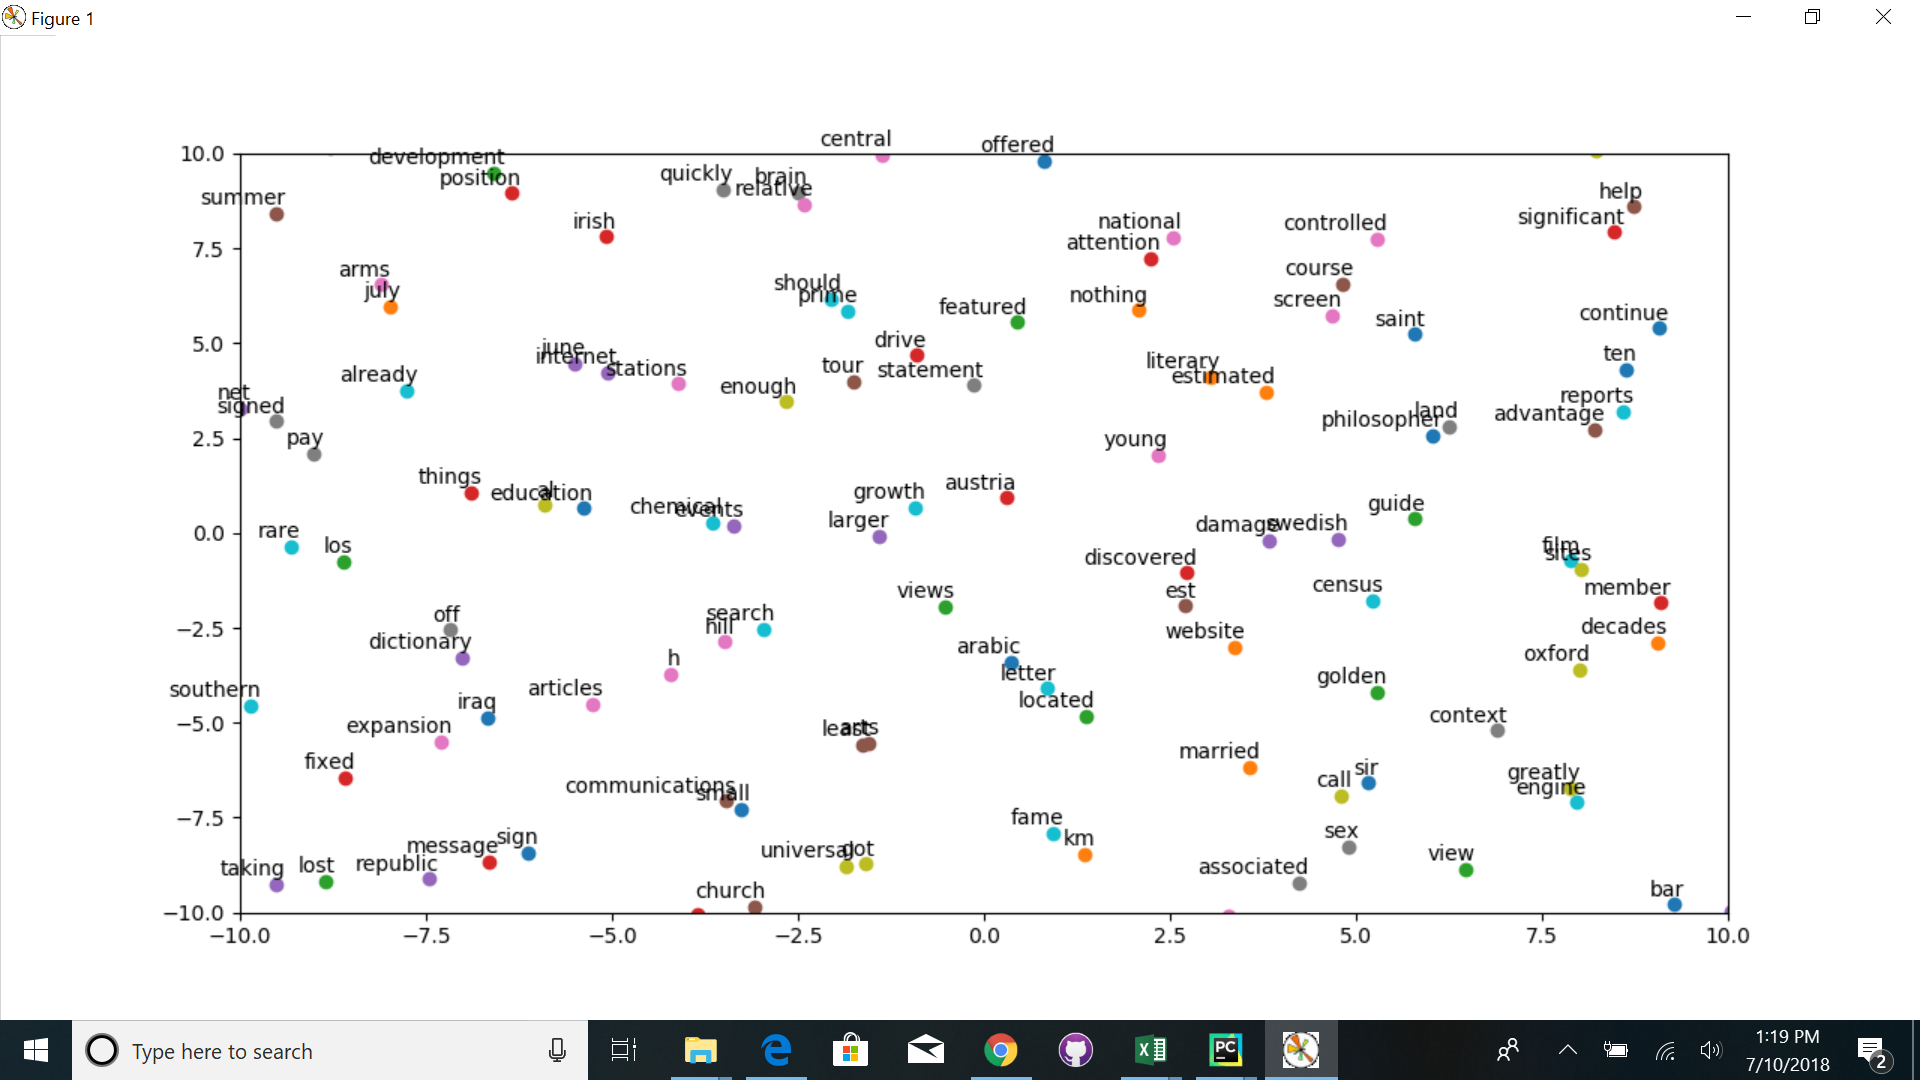 Figure 1
central
offered
10.0
development
position
quickly
brain
relative
summer
help
significant
irish
national
attention
controlled
7.5
arms
july
should
prime
course
screen
nothing
featured
saint
continue
5.0
june
internet
stations
drive
tour
statement
enough
literary
estimated
ten
already
reports
advantage
net
signed
land
philosopher
2.5
pay
young
things
al
education
chemical
events
growth
austria
larger
guide
0.0
rare
los
damage
swedish
film
sites
discovered
est
census
member
views
off
dictionary
search
hill
−2.5
website
decades
arabic
letter
located
oxford
h
articles
golden
southern
iraq
expansion
−5.0
least
arts
context
married
fixed
communications
small
call
sir
greatly
engine
−7.5
fame
km
sex
message
sign
universal
got
view
taking
lost
republic
associated
church
bar
−10.0
−10.0 −7.5 −5.0 −2.5 0.0 2.5 5.0 7.5 10.0
Type here to search
PC
1:19 PM
7/10/2018
2